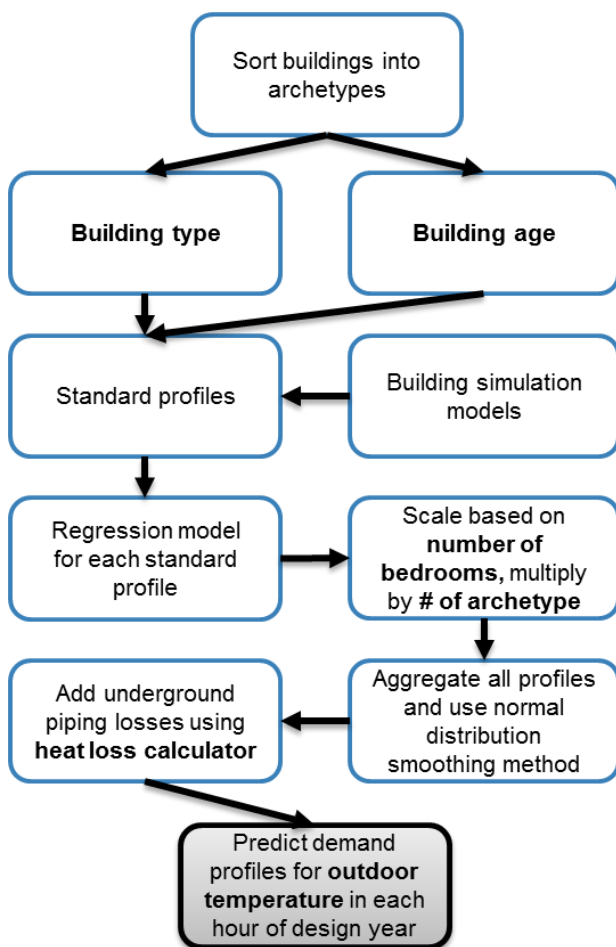 Sort buildings into
archetypes
Building type
Building age
Standard profiles
Building simulation
models
Regression model
for each standard
profile
Scale based on
number of
bedrooms, multiply
by # of archetype
Add underground
piping losses using
heat loss calculator
Aggregate all profiles
and use normal
distribution
smoothing method
Predict demand
profiles for outdoor
temperature in each
hour of design year